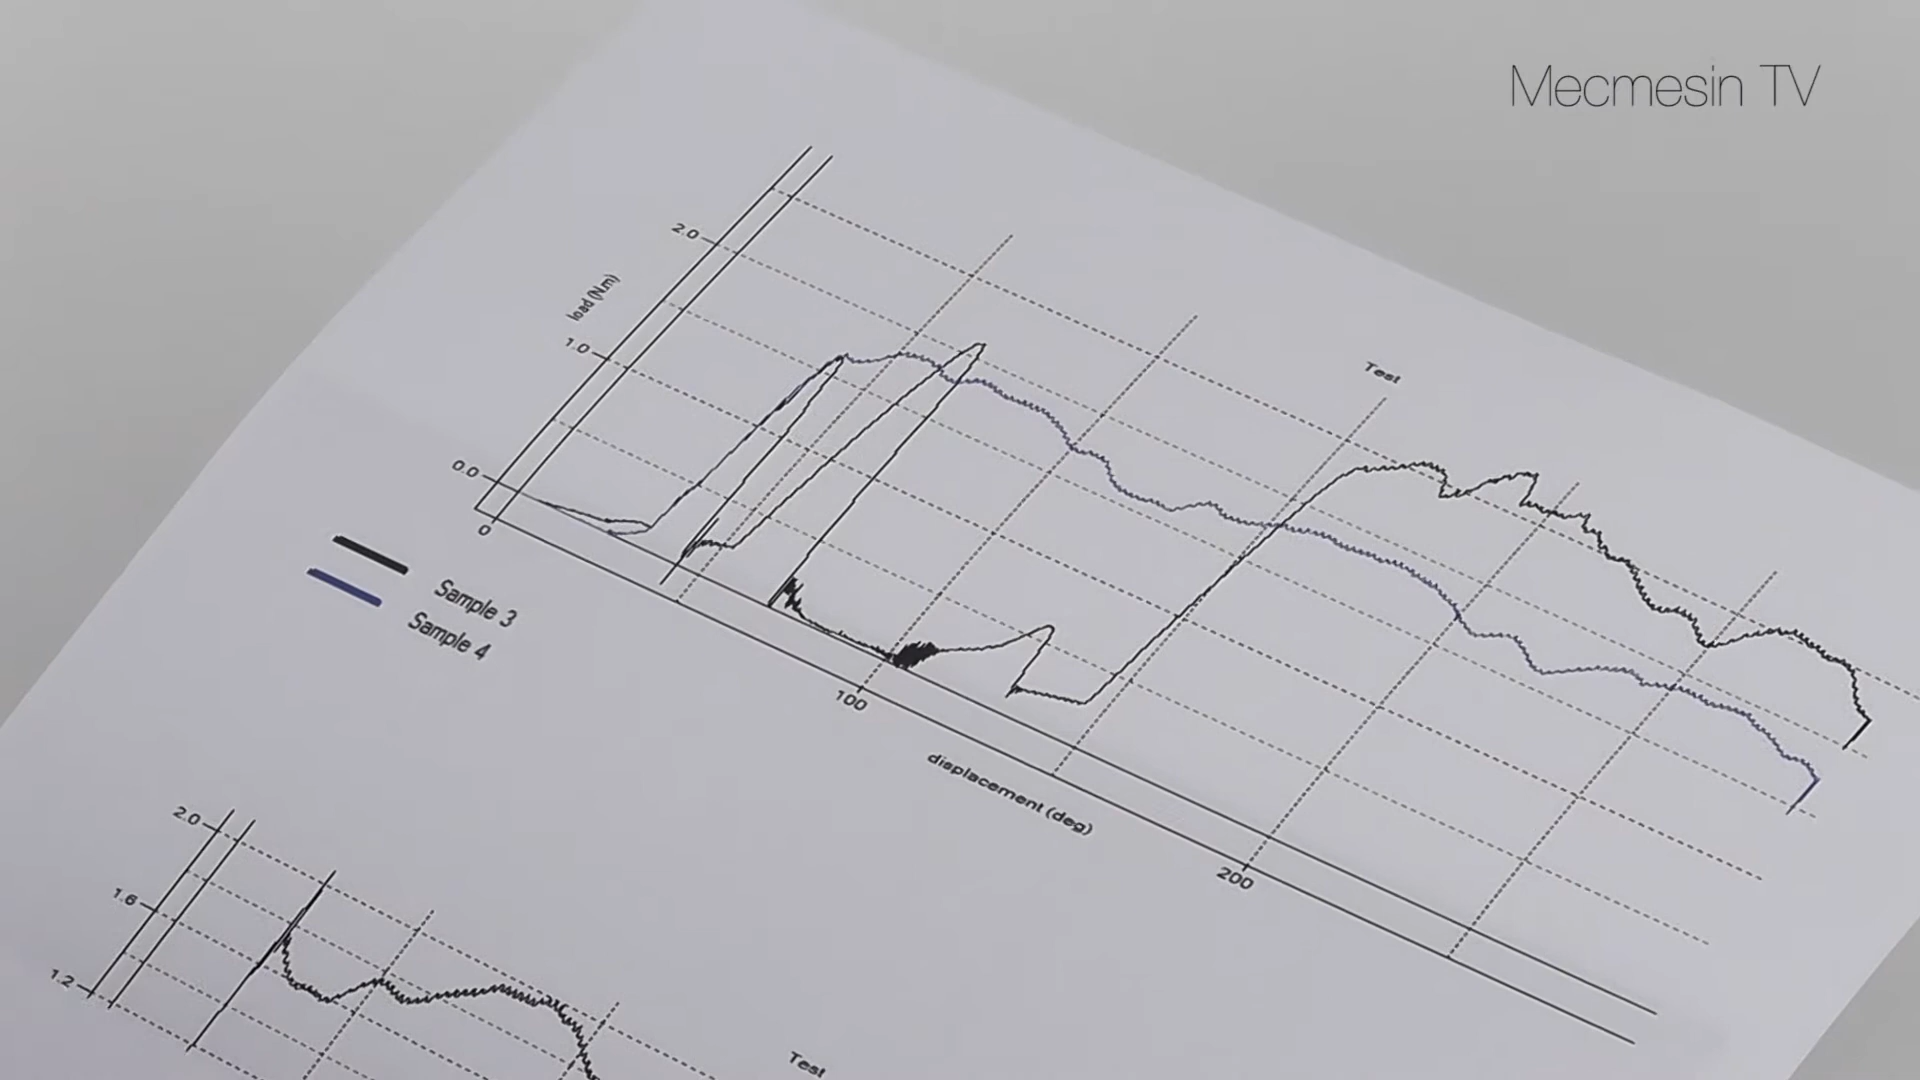 Mecmesin TV
2.0
load (N.m)
1.0
0.0
0
100
200
displacement (deg)
Test
Sample 3
Sample 4
2.0
1.6
1.2
Test